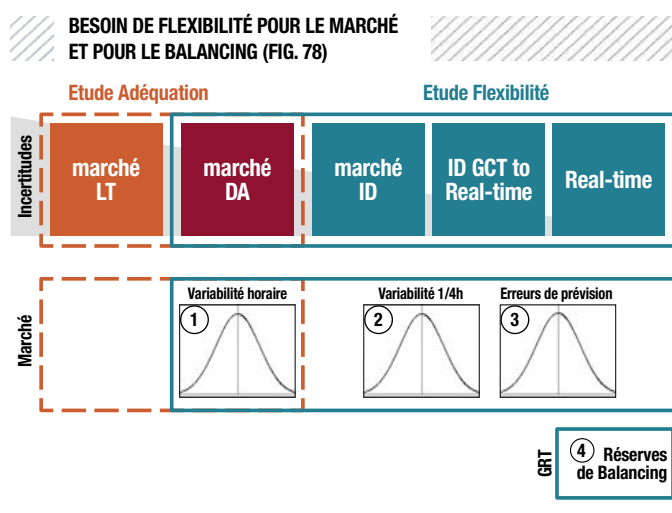 BESOIN DE FLEXIBILITÉ POUR LE MARCHÉ
ET POUR LE BALANCING (FIG. 78)
Etude Adéquation
Etude Flexibilité
Incertitudes
marché
LT
marché
DA
marché
ID
ID GCT to
Real-time
Real-time
Marché
Variabilité horaire
1
Variabilité 1/4h
2
Erreurs de prévision
3
GRT
4 Réserves
de Balancing